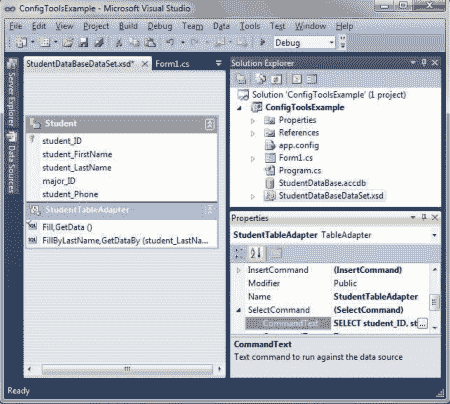 ConfigToolsExample - Microsoft Visual Studio
File Edit View Project Build Debug Team Data Tools Test Window Help
Debug
StudentDataBaseDataSet.xsd* Form1.cs
Server Explorer
Data Sources
Student
student_ID
student_FirstName
student_LastName
major_ID
student_Phone
StudentTableAdapter
Fill,GetData ()
FillByLastName,GetDataBy (student_LastNa...
Solution Explorer
Solution 'ConfigToolsExample' (1 project)
ConfigToolsExample
Properties
References
app.config
Form1.cs
Program.cs
StudentDataBase.accdb
StudentDataBaseDataSet.xsd
Properties
StudentTableAdapter TableAdapter
InsertCommand (InsertCommand)
Modifier Public
Name StudentTableAdapter
SelectCommand (SelectCommand)
CommandText SELECT student_ID, st ...
CommandText
Text command to run against the data source
Ready